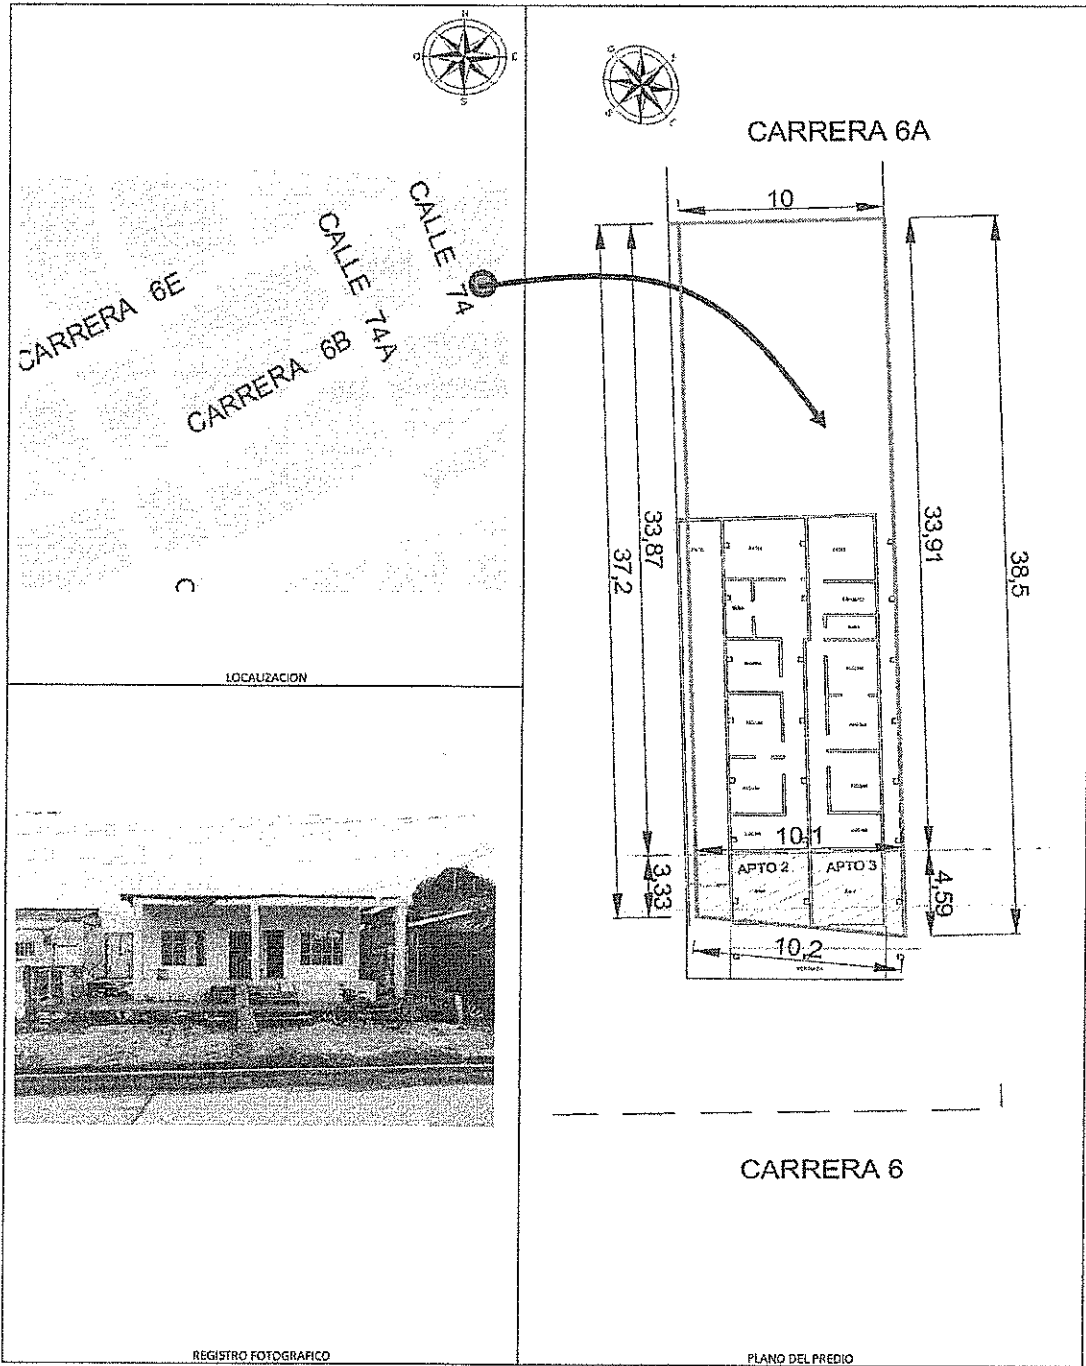 N
O
E
S
CALLE 74
CALLE 74A
CARRERA 6E
CARRERA 6B
C
LOCALIZACION
REGISTRO FOTOGRAFICO
CARRERA 6A
10
33,87
37,2
33,91
38,5
PATIO
10,1
APTO 2
APTO 3
3,33
4,59
10,2
CARRERA 6
PLANO DEL PREDIO